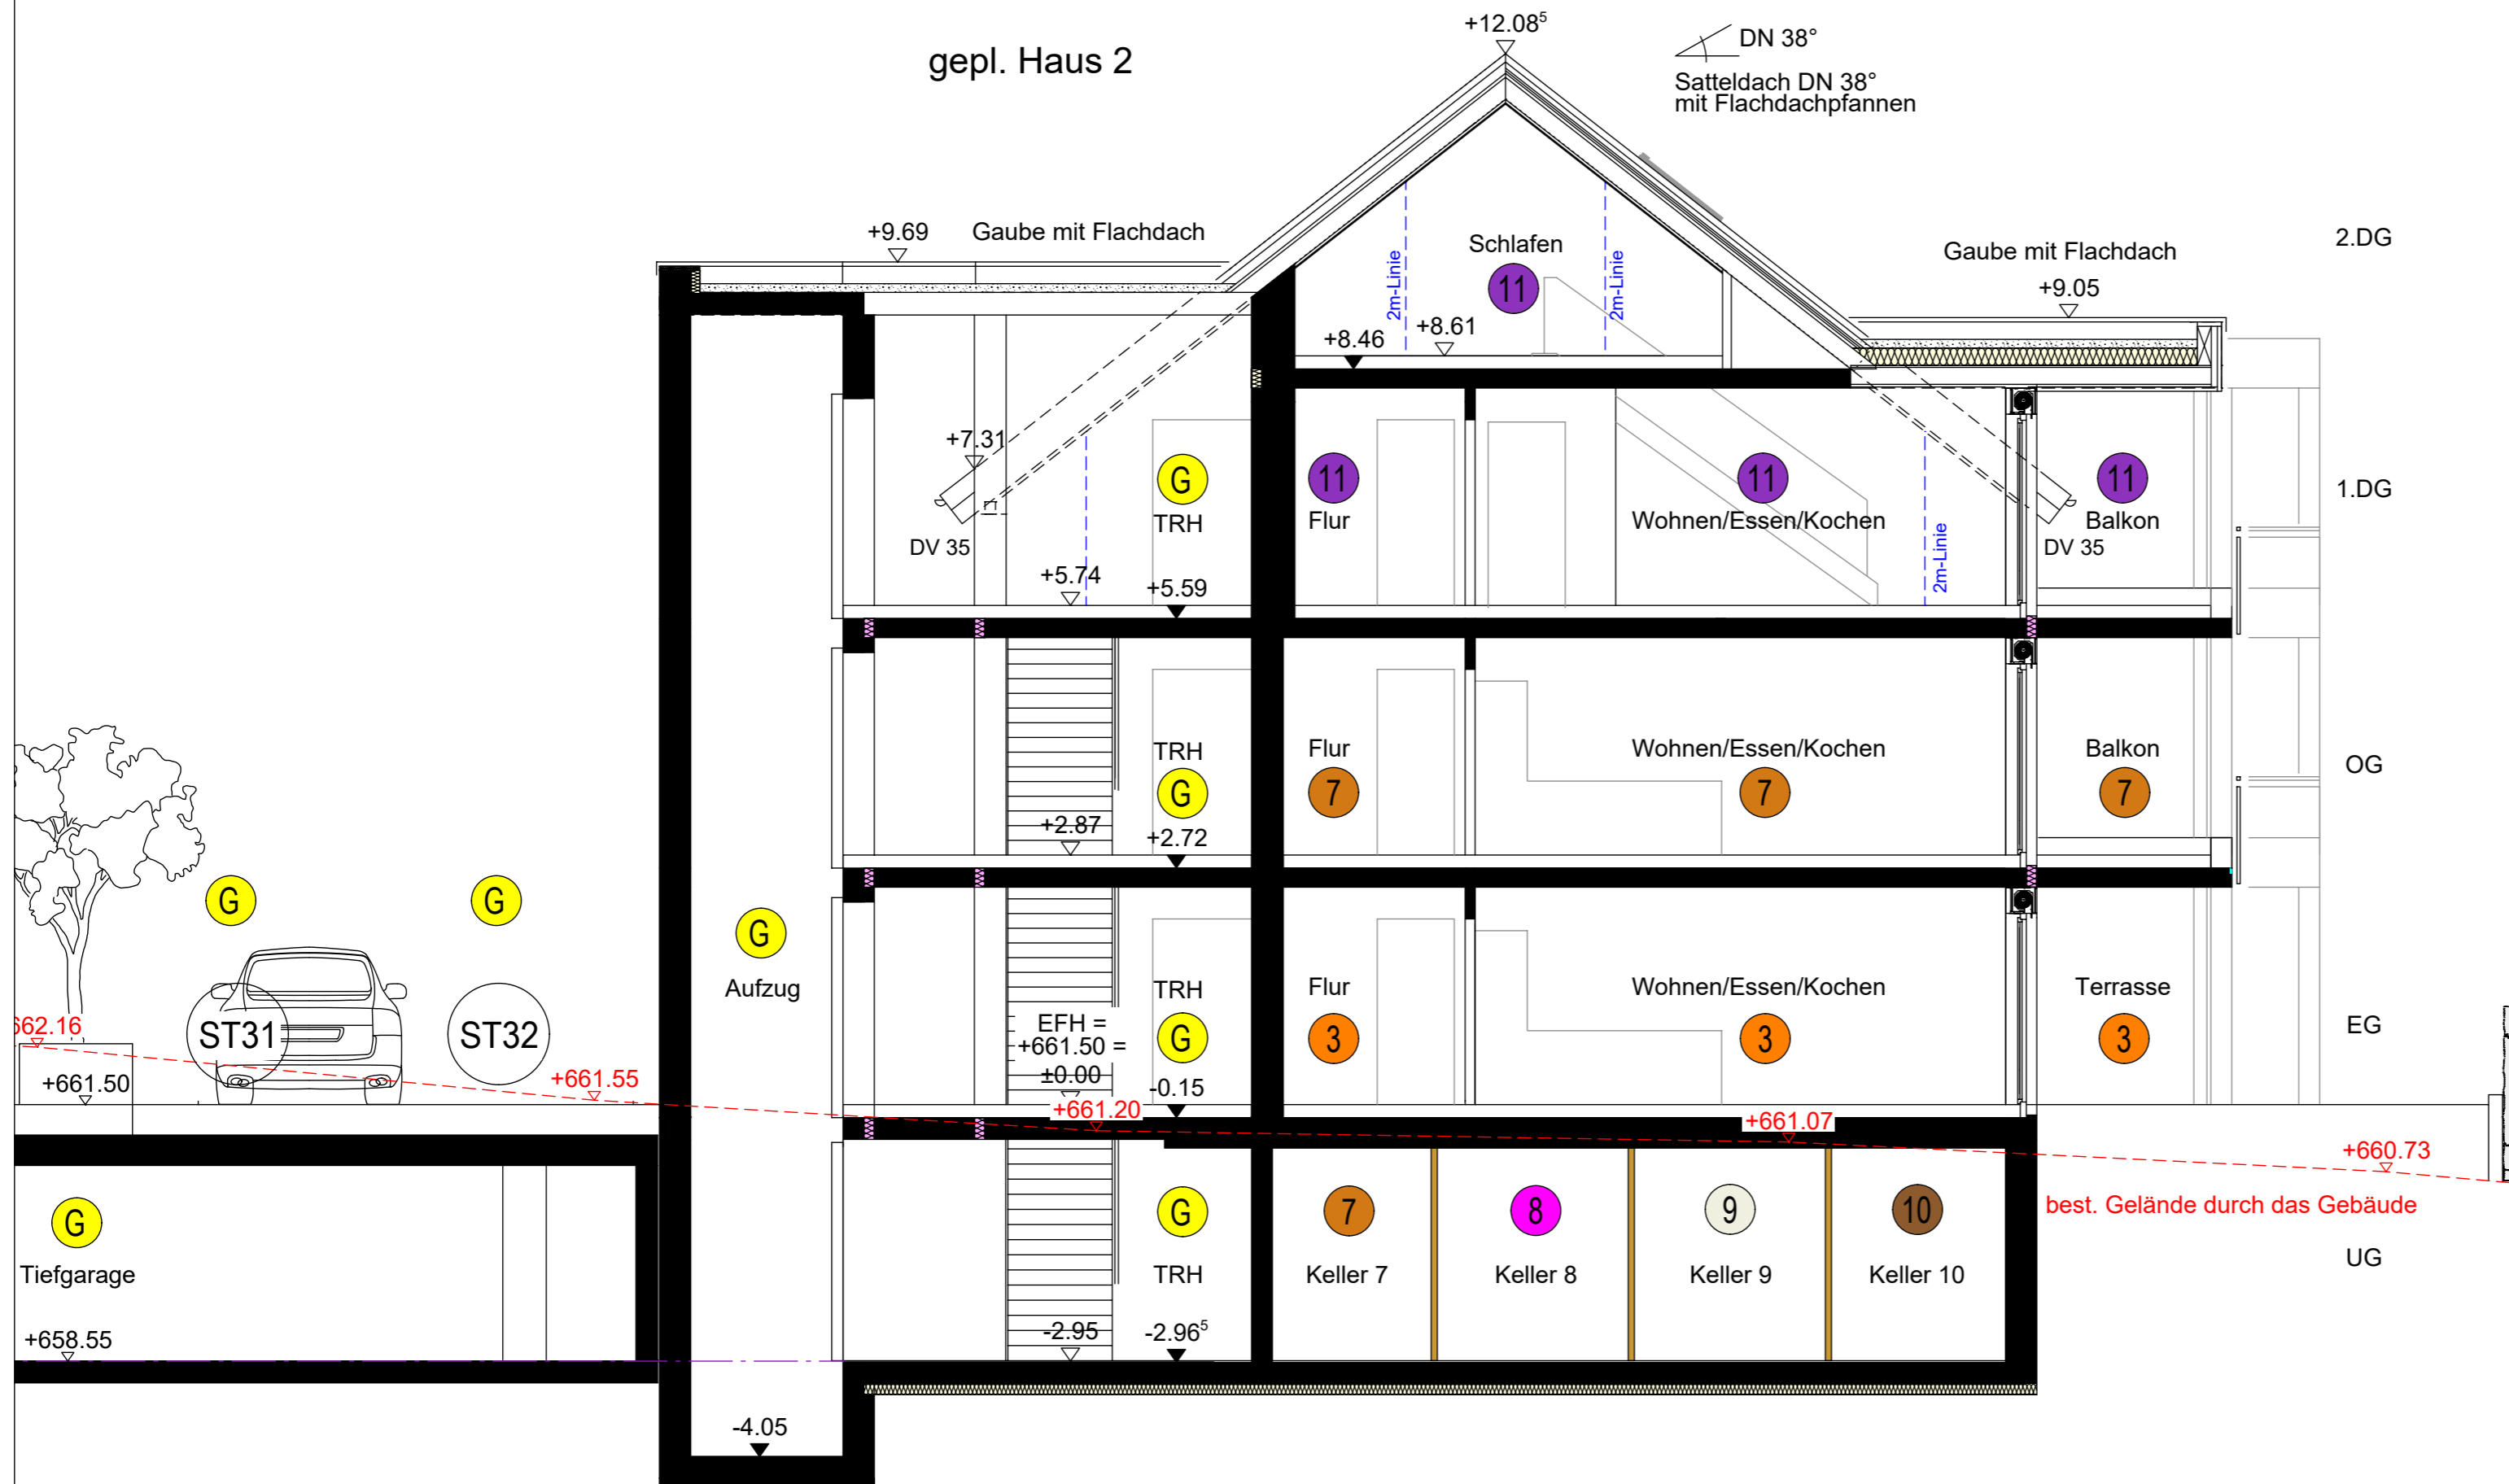 +12.08⁵
gepl. Haus 2
DN 38°
Satteldach DN 38°
mit Flachdachpfannen
+9.69
Gaube mit Flachdach
Schlafen
11
2m-Linie
2m-Linie
Gaube mit Flachdach
+9.05
2.DG
+8.46
+8.61
+7.31
DV 35
G
TRH
11
Flur
11
Wohnen/Essen/Kochen
2m-Linie
11
Balkon
DV 35
1.DG
+5.74
+5.59
TRH
G
Flur
7
Wohnen/Essen/Kochen
7
Balkon
7
OG
+2.87
+2.72
G
G
G
Aufzug
ST31
ST32
TRH
G
Flur
3
Wohnen/Essen/Kochen
3
Terrasse
3
EG
EFH =
+661.50 =
±0.00
-0.15
662.16
+661.50
+661.55
+661.20
+661.07
+660.73
best. Gelände durch das Gebäude
G
Tiefgarage
G
TRH
7
Keller 7
8
Keller 8
9
Keller 9
10
Keller 10
UG
+658.55
-2.95
-2.96⁵
-4.05